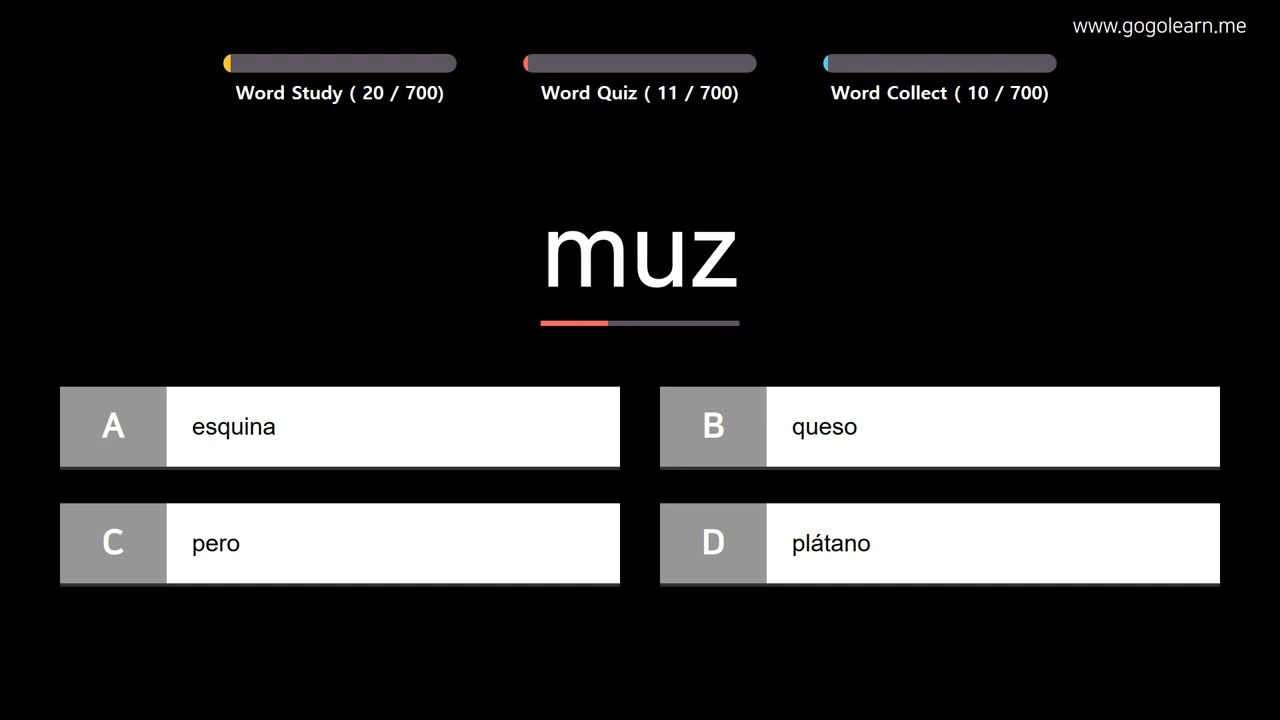 www.gogolearn.me
Word Study ( 20 / 700)
Word Quiz ( 11 / 700)
Word Collect ( 10 / 700)
muz
A esquina
B queso
C pero
D plátano